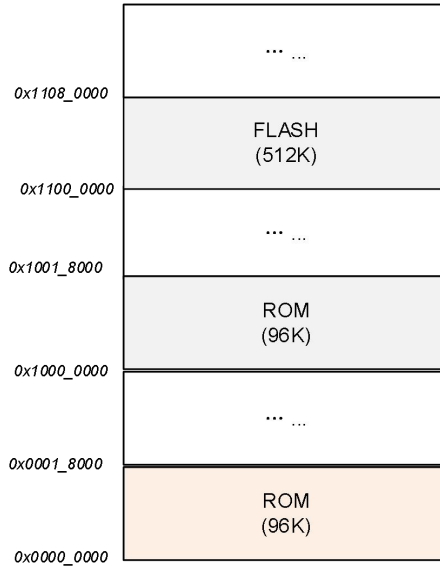 ... ...
0x1108_0000
FLASH
(512K)
0x1100_0000
... ...
0x1001_8000
ROM
(96K)
0x1000_0000
... ...
0x0001_8000
ROM
(96K)
0x0000_0000